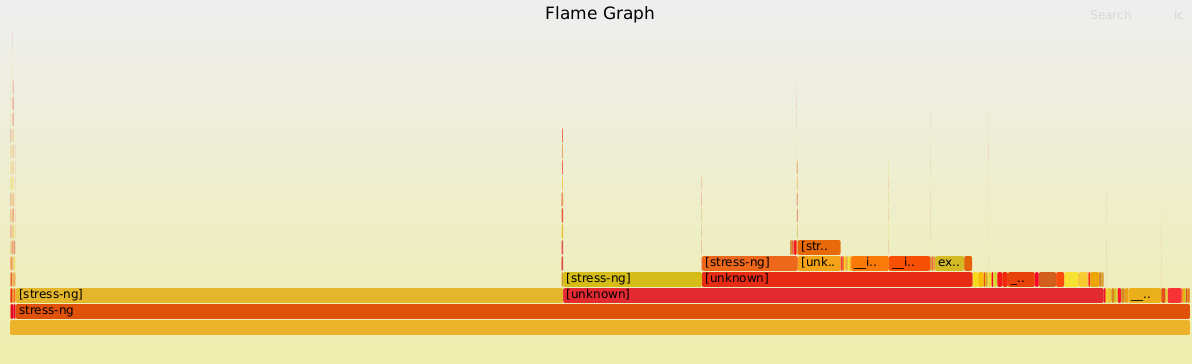 Flame Graph
Search ic
[str..
[stress-ng] [unk.. __i.. __i.. ex..
[stress-ng] [unknown] _..
[stress-ng] [unknown] __..
stress-ng